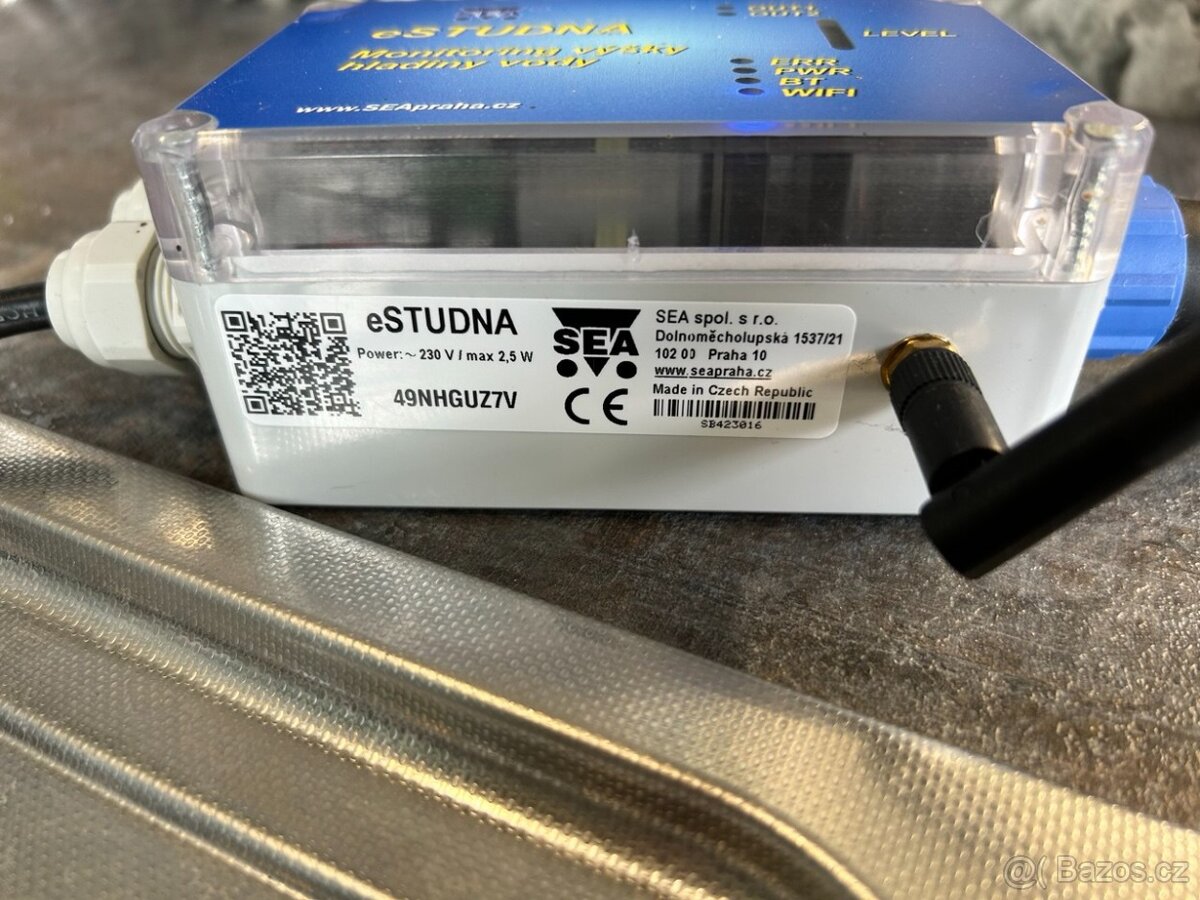 OUT1
OUT2
eSTUDNA
Monitoring výšky
hladiny vody
www.SEApraha.cz
LEVEL
ERR
PWR
BT
WIFI
eSTUDNA
Power:~ 230 V / max 2,5 W
49NHGUZ7V
SEA
CE
SEA spol. s r.o.
Dolnoměcholupská 1537/21
102 00 Praha 10
www.seapraha.cz
Made in Czech Republic
SB423016
Bazos.cz